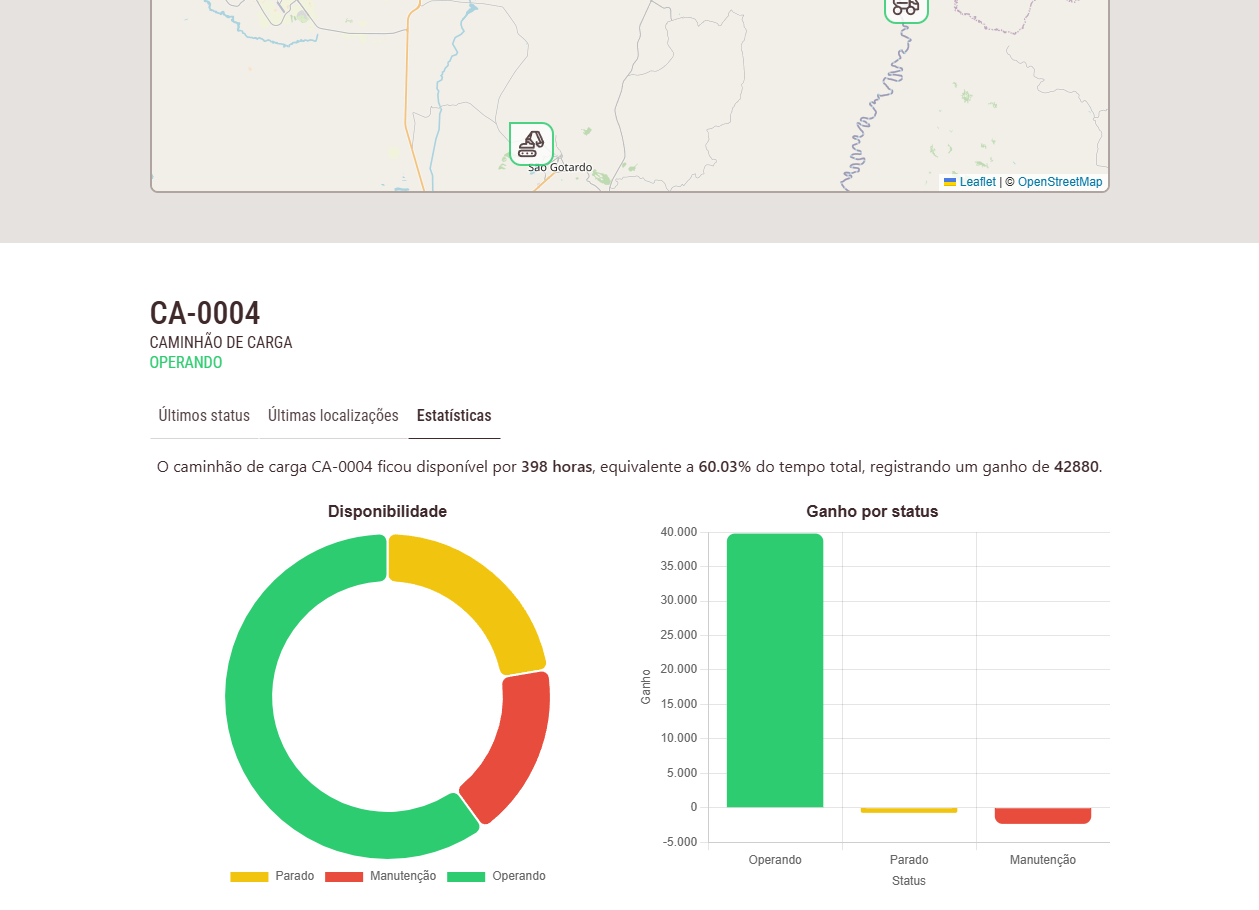 São Gotardo
Leaflet | © OpenStreetMap
CA-0004
CAMINHÃO DE CARGA
OPERANDO
Últimos status Últimas localizações Estatísticas
O caminhão de carga CA-0004 ficou disponível por 398 horas, equivalente a 60.03% do tempo total, registrando um ganho de 42880.
Disponibilidade
Parado Manutenção Operando
Ganho por status
40.000
35.000
30.000
25.000
20.000
15.000
10.000
5.000
0
-5.000
Ganho
Operando Parado Manutenção
Status